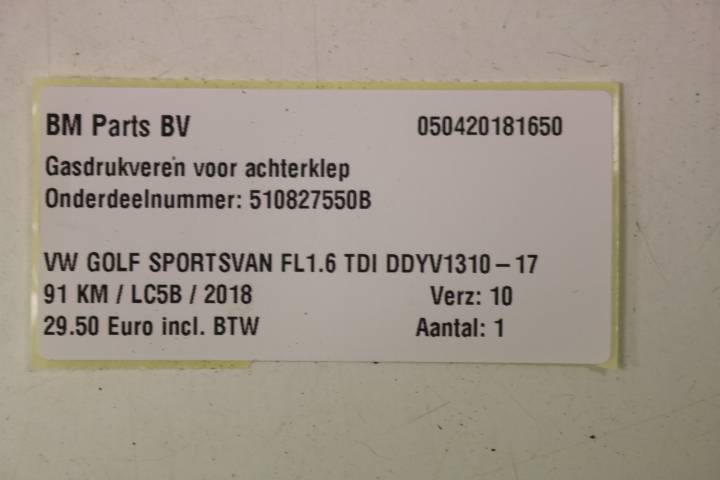 BM Parts BV 050420181650
Gasdrukveren voor achterklep
Onderdeelnummer: 510827550B
VW GOLF SPORTSVAN FL1.6 TDI DDYV1310-17
91 KM / LC5B / 2018 Verz: 10
29.50 Euro incl. BTW Aantal: 1